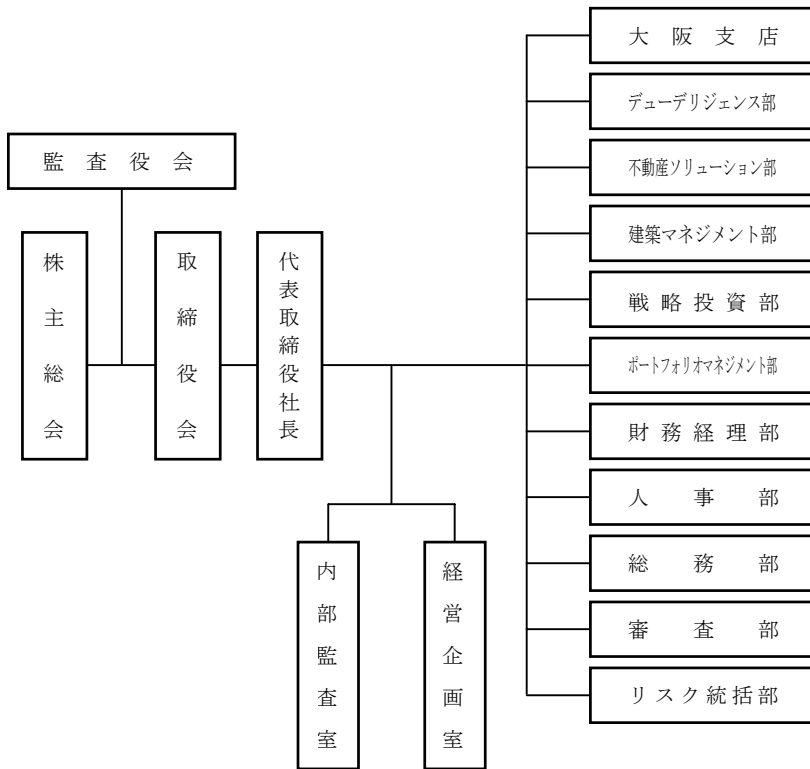 監査役会
株主総会
取締役会
代表取締役社長
内部監査室
経営企画室
大阪支店
デューデリジェンス部
不動産ソリューション部
建築マネジメント部
戦略投資部
ポートフォリオマネジメント部
財務経理部
人事部
総務部
審査部
リスク統括部